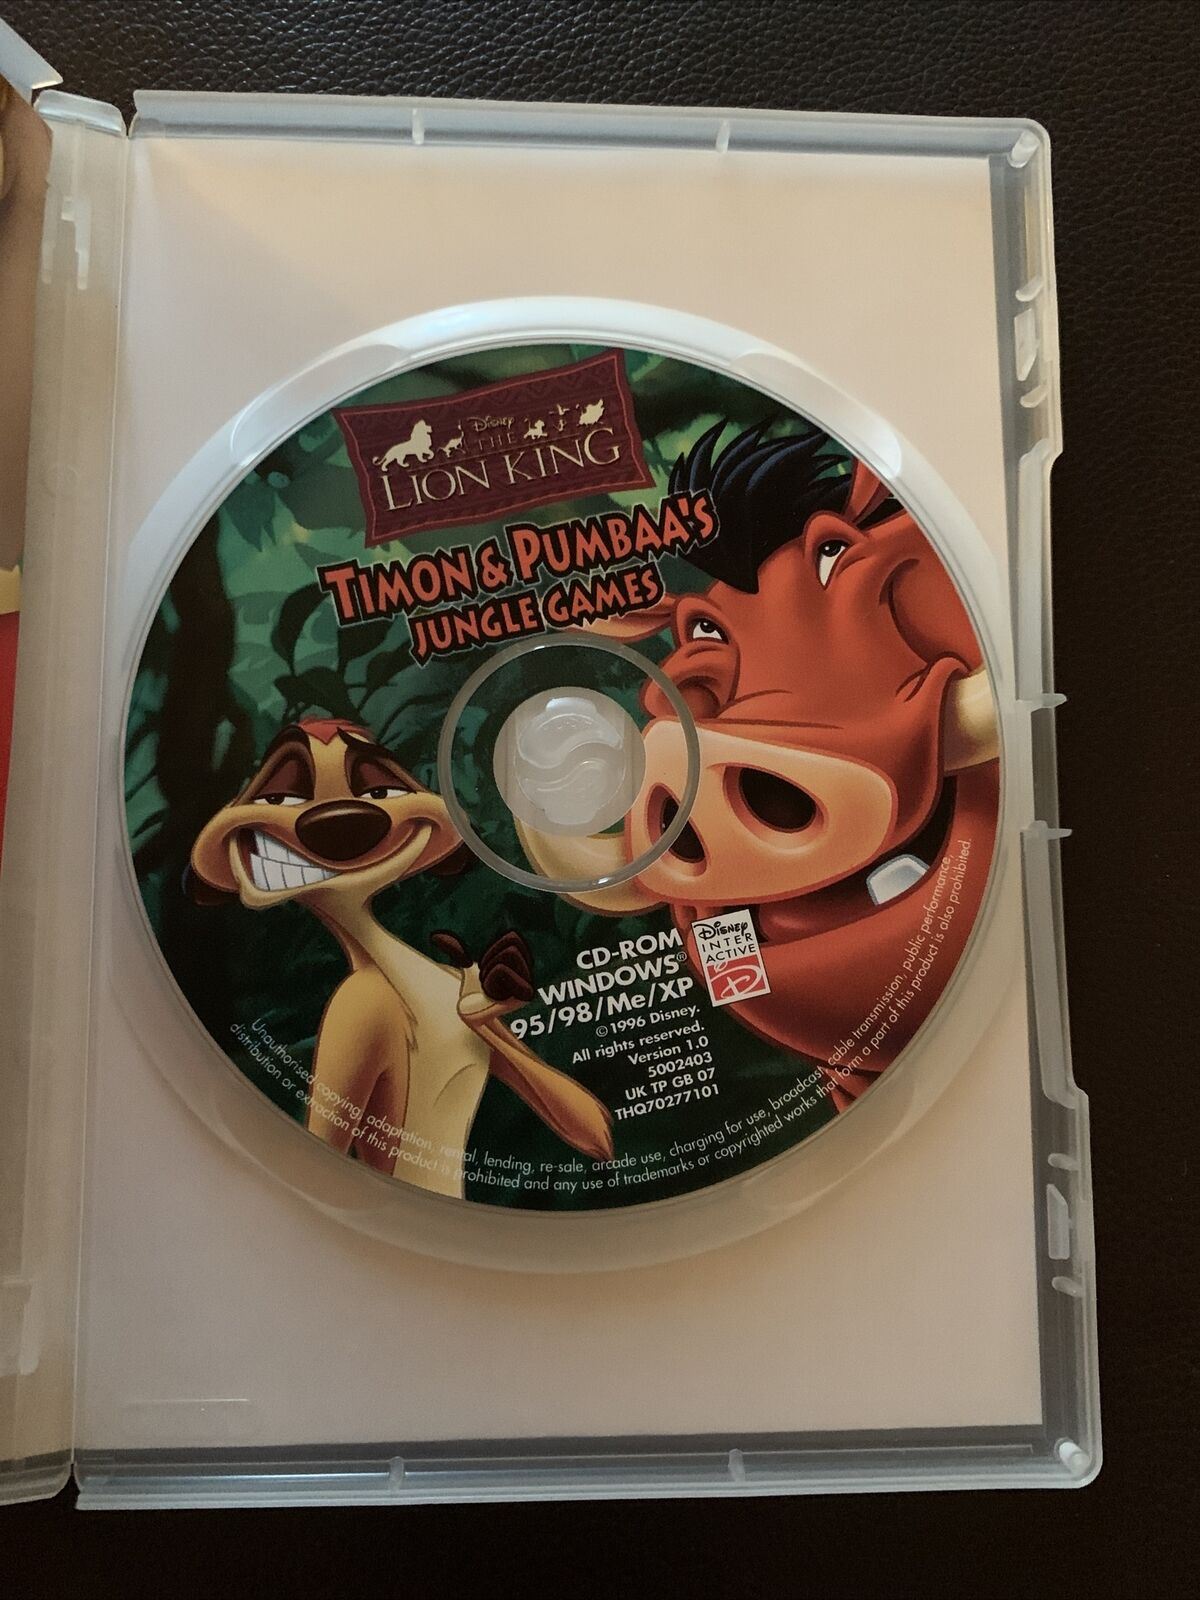 Disney
THE
LION KING
TIMON & PUMBAA'S
JUNGLE GAMES
CD-ROM
WINDOWS®
95/98/Me/XP
© 1996 Disney.
All rights reserved.
Version 1.0
5002403
UK TP GB 07
THQ70277101
Disney
INTER
ACTIVE
D
Unauthorised copying, adaptation, rental, lending, re-sale, arcade use, charging for use, broadcast, cable transmission, public performance,
distribution or extraction of this product is prohibited and any use of trademarks or copyrighted works that form a part of this product is also prohibited.